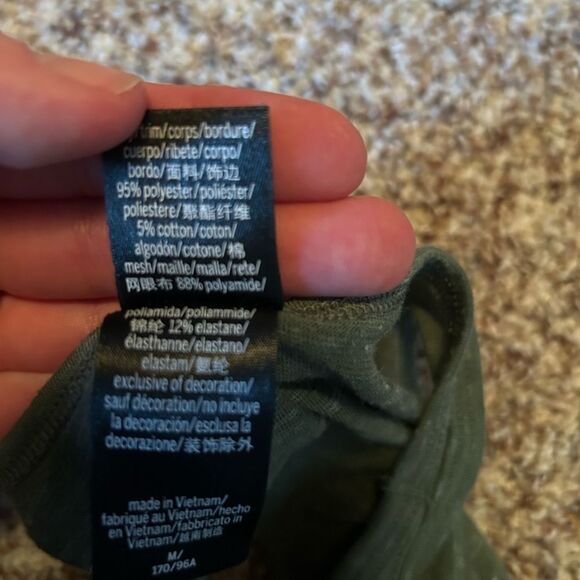 trim/corps/bordure/
cuerpo/ribete/corpo/
bordo/面料/饰边
95% polyester/poliéster/
poliestere/聚酯纤维
5% cotton/coton/
algodón/cotone/棉
mesh/maille/malla/rete/
网眼布 88% polyamide/
poliamida/poliammide/
锦纶 12% elastane/
élasthanne/elastano/
elastam/氨纶
exclusive of decoration/
sauf décoration/no incluye
la decoración/esclusa la
decorazione/装饰除外
made in Vietnam/
fabriqué au Vietnam/hecho
en Vietnam/fabbricato in
Vietnam/越南制造
M/
170/96A